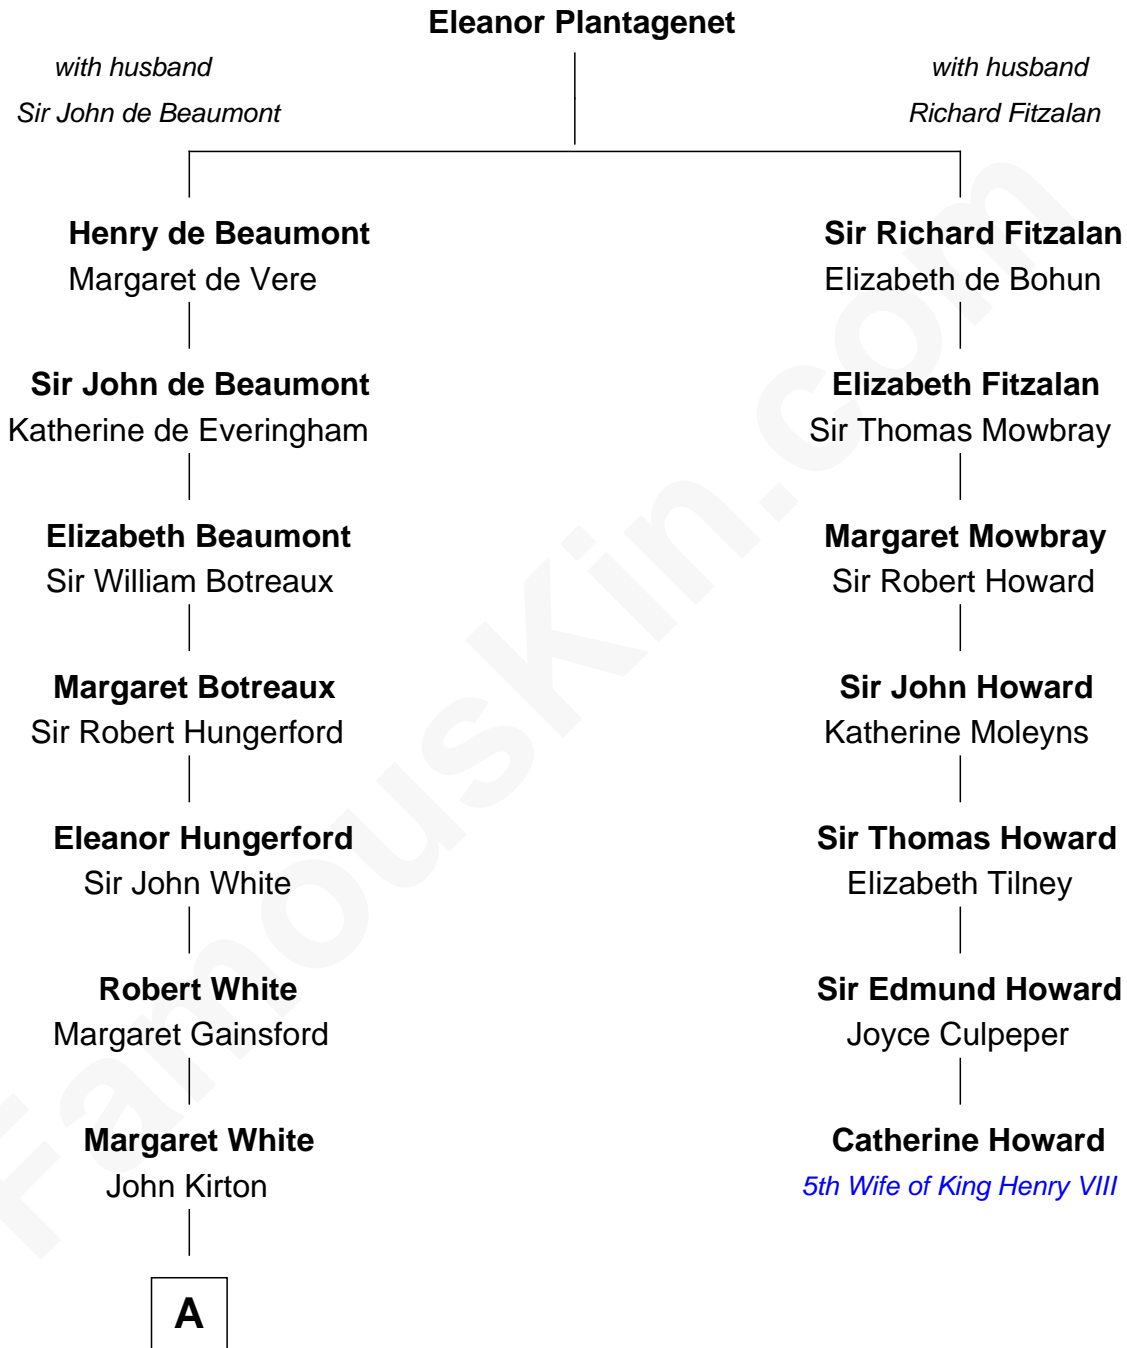 Eleanor Plantagenet
with husband
Sir John de Beaumont
with husband
Richard Fitzalan
Henry de Beaumont
Margaret de Vere
Sir Richard Fitzalan
Elizabeth de Bohun
Sir John de Beaumont
Katherine de Everingham
Elizabeth Fitzalan
Sir Thomas Mowbray
Elizabeth Beaumont
Sir William Botreaux
Margaret Mowbray
Sir Robert Howard
Margaret Botreaux
Sir Robert Hungerford
Sir John Howard
Katherine Moleyns
Eleanor Hungerford
Sir John White
Sir Thomas Howard
Elizabeth Tilney
Robert White
Margaret Gainsford
Sir Edmund Howard
Joyce Culpeper
Margaret White
John Kirton
Catherine Howard
5th Wife of King Henry VIII
A
FamousKin.com